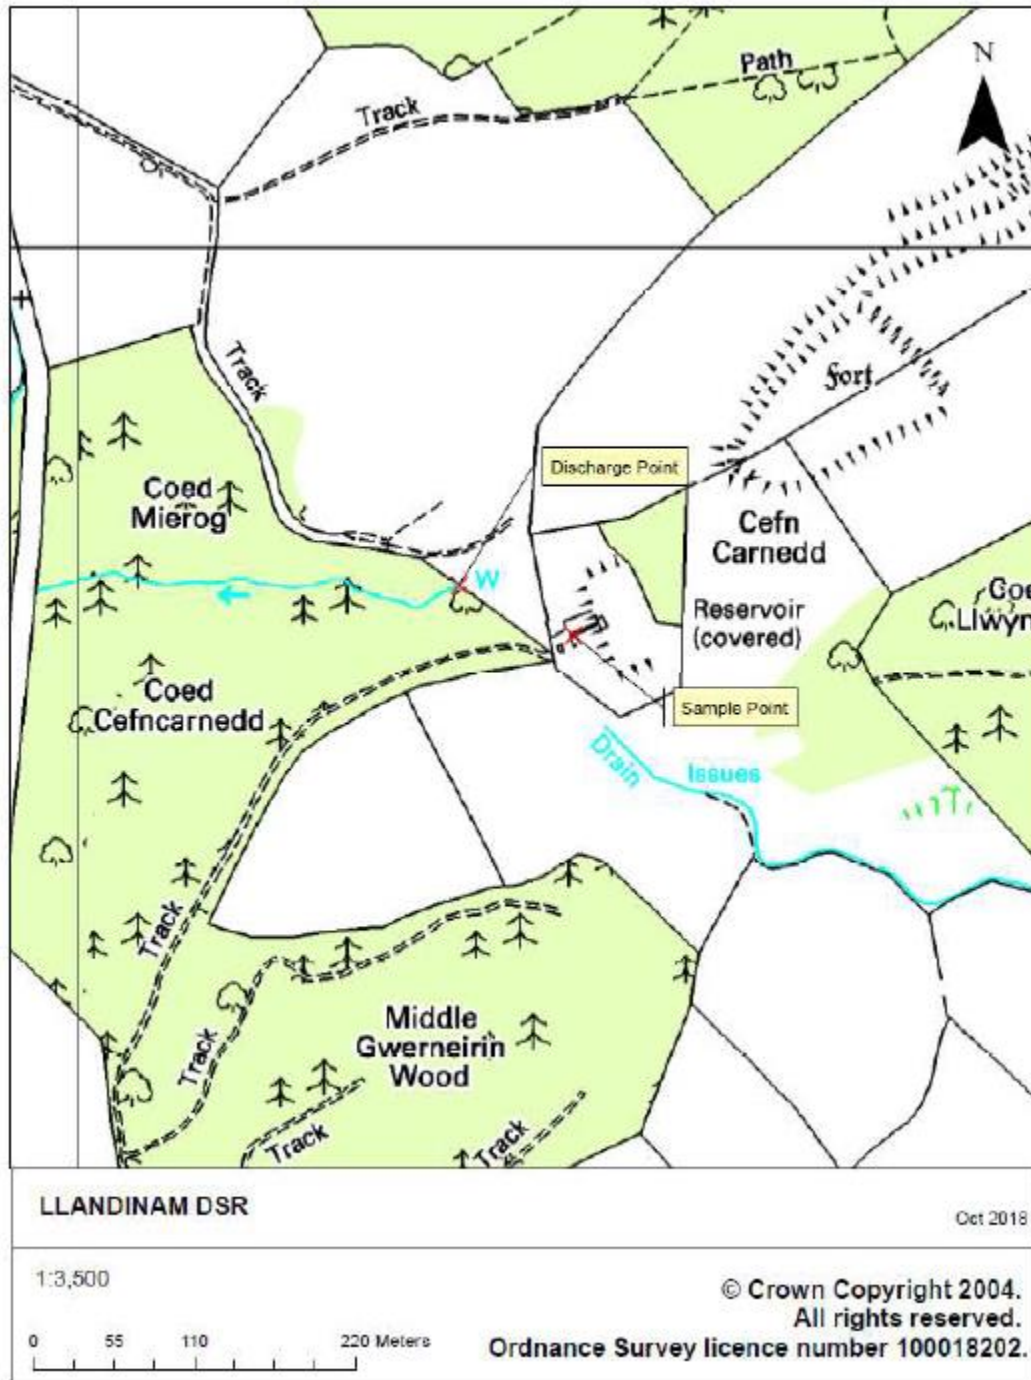 N
Path
Track
Track
Fort
Discharge Point
Coed
Mierog
Cefn
Carnedd
W
Reservoir
(covered)
Llwyn
Coed
Cefncarnedd
Sample Point
Drain
Issues
Track
Track
Middle
Gwerneirin
Wood
Track
Track
LLANDINAM DSR
Oct 2018
1:3,500
© Crown Copyright 2004.
All rights reserved.
Ordnance Survey licence number 100018202.
0 55 110 220 Meters